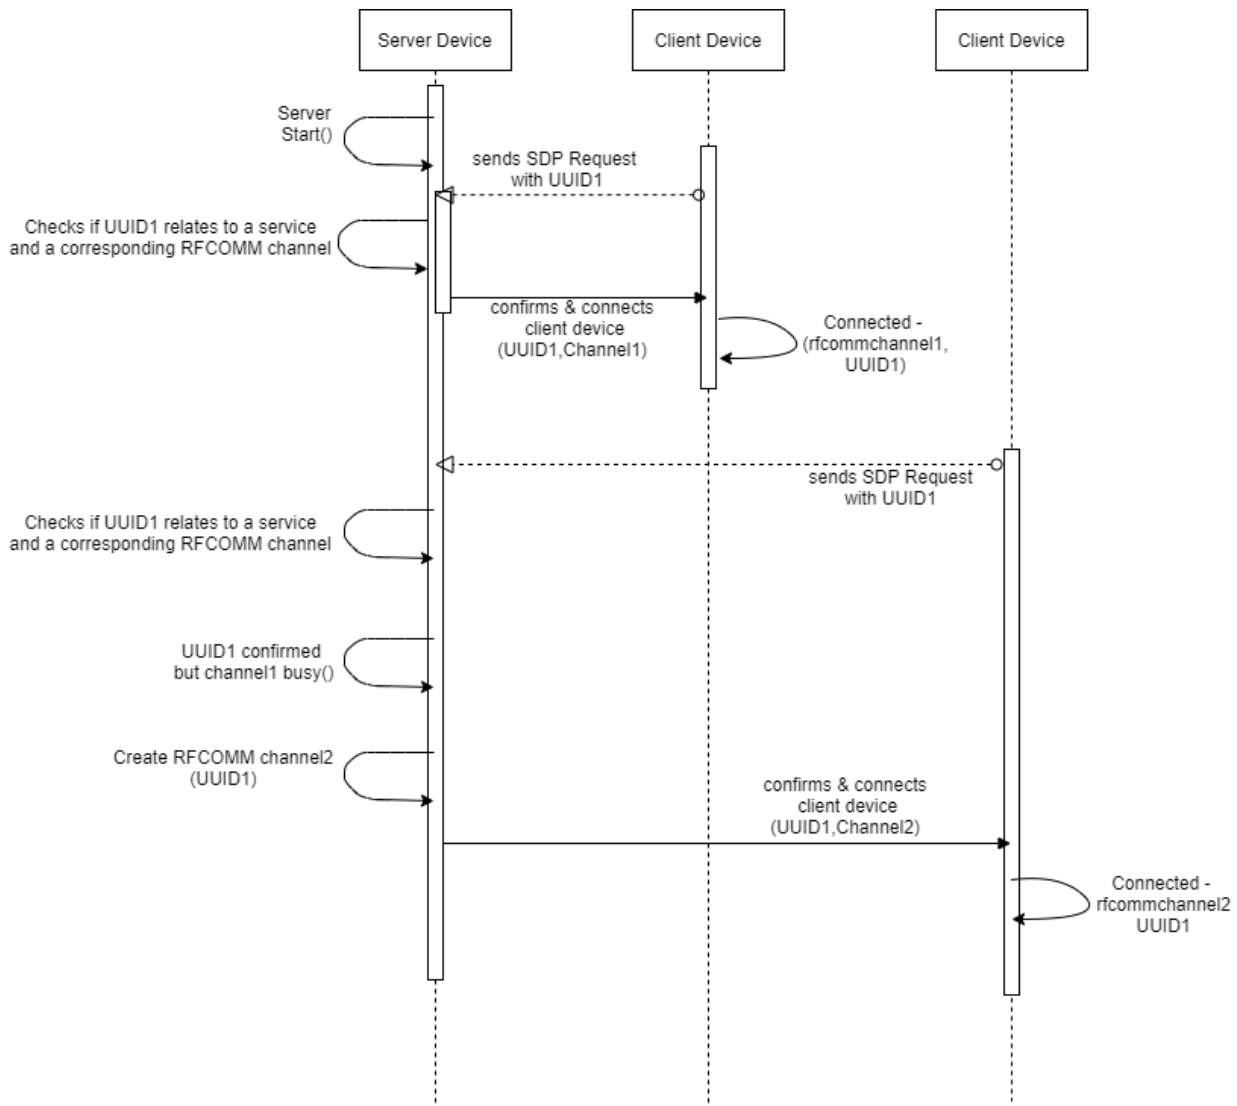 Server Device
Client Device
Client Device
Server
Start()
sends SDP Request
with UUID1
Checks if UUID1 relates to a service
and a corresponding RFCOMM channel
confirms & connects
client device
(UUID1,Channel1)
Connected -
(rfcommchannel1,
UUID1)
sends SDP Request
with UUID1
Checks if UUID1 relates to a service
and a corresponding RFCOMM channel
UUID1 confirmed
but channel1 busy()
Create RFCOMM channel2
(UUID1)
confirms & connects
client device
(UUID1,Channel2)
Connected -
rfcommchannel2
UUID1